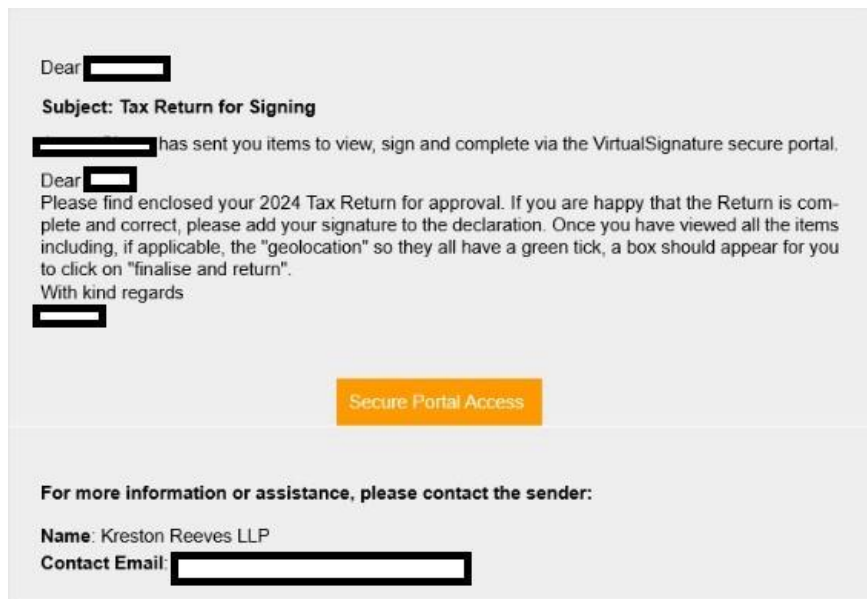 Dear
Subject: Tax Return for Signing
has sent you items to view, sign and complete via the VirtualSignature secure portal.
Dear
Please find enclosed your 2024 Tax Return for approval. If you are happy that the Return is com-
plete and correct, please add your signature to the declaration. Once you have viewed all the items
including, if applicable, the "geolocation" so they all have a green tick, a box should appear for you
to click on "finalise and return".
With kind regards
Secure Portal Access
For more information or assistance, please contact the sender:
Name: Kreston Reeves LLP
Contact Email: